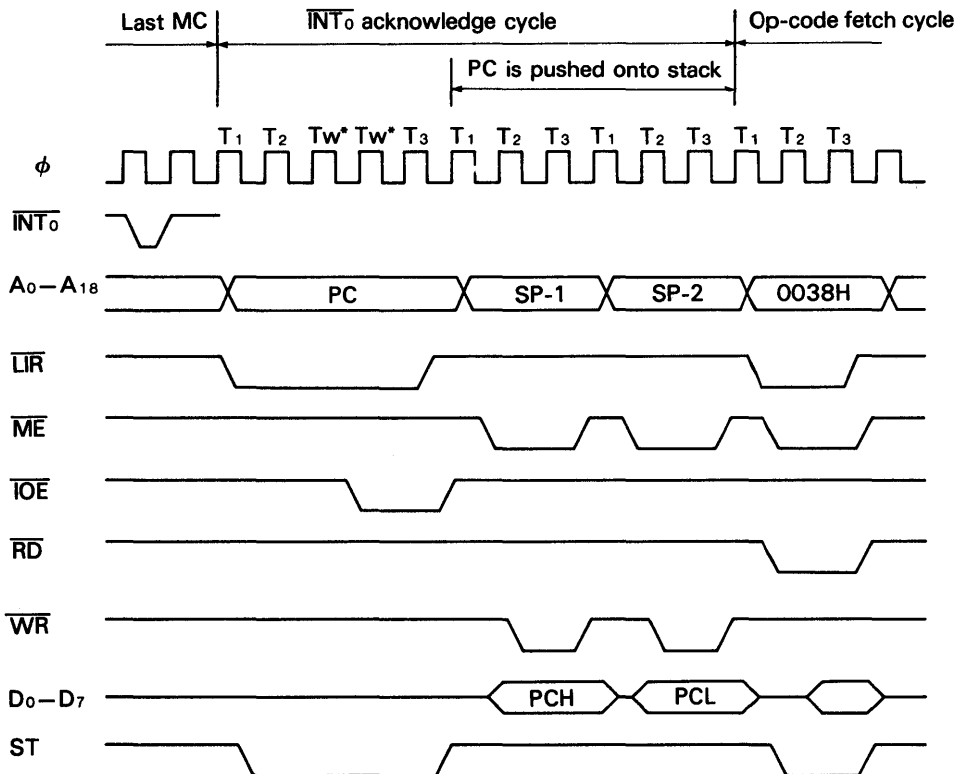 Last MC INT0 acknowledge cycle Op-code fetch cycle
PC is pushed onto stack
T1 T2 Tw* Tw* T3 T1 T2 T3 T1 T2 T3 T1 T2 T3
ϕ
INT0
A0–A18 PC SP-1 SP-2 0038H
LIR
ME
IOE
RD
WR
D0–D7 PCH PCL
ST